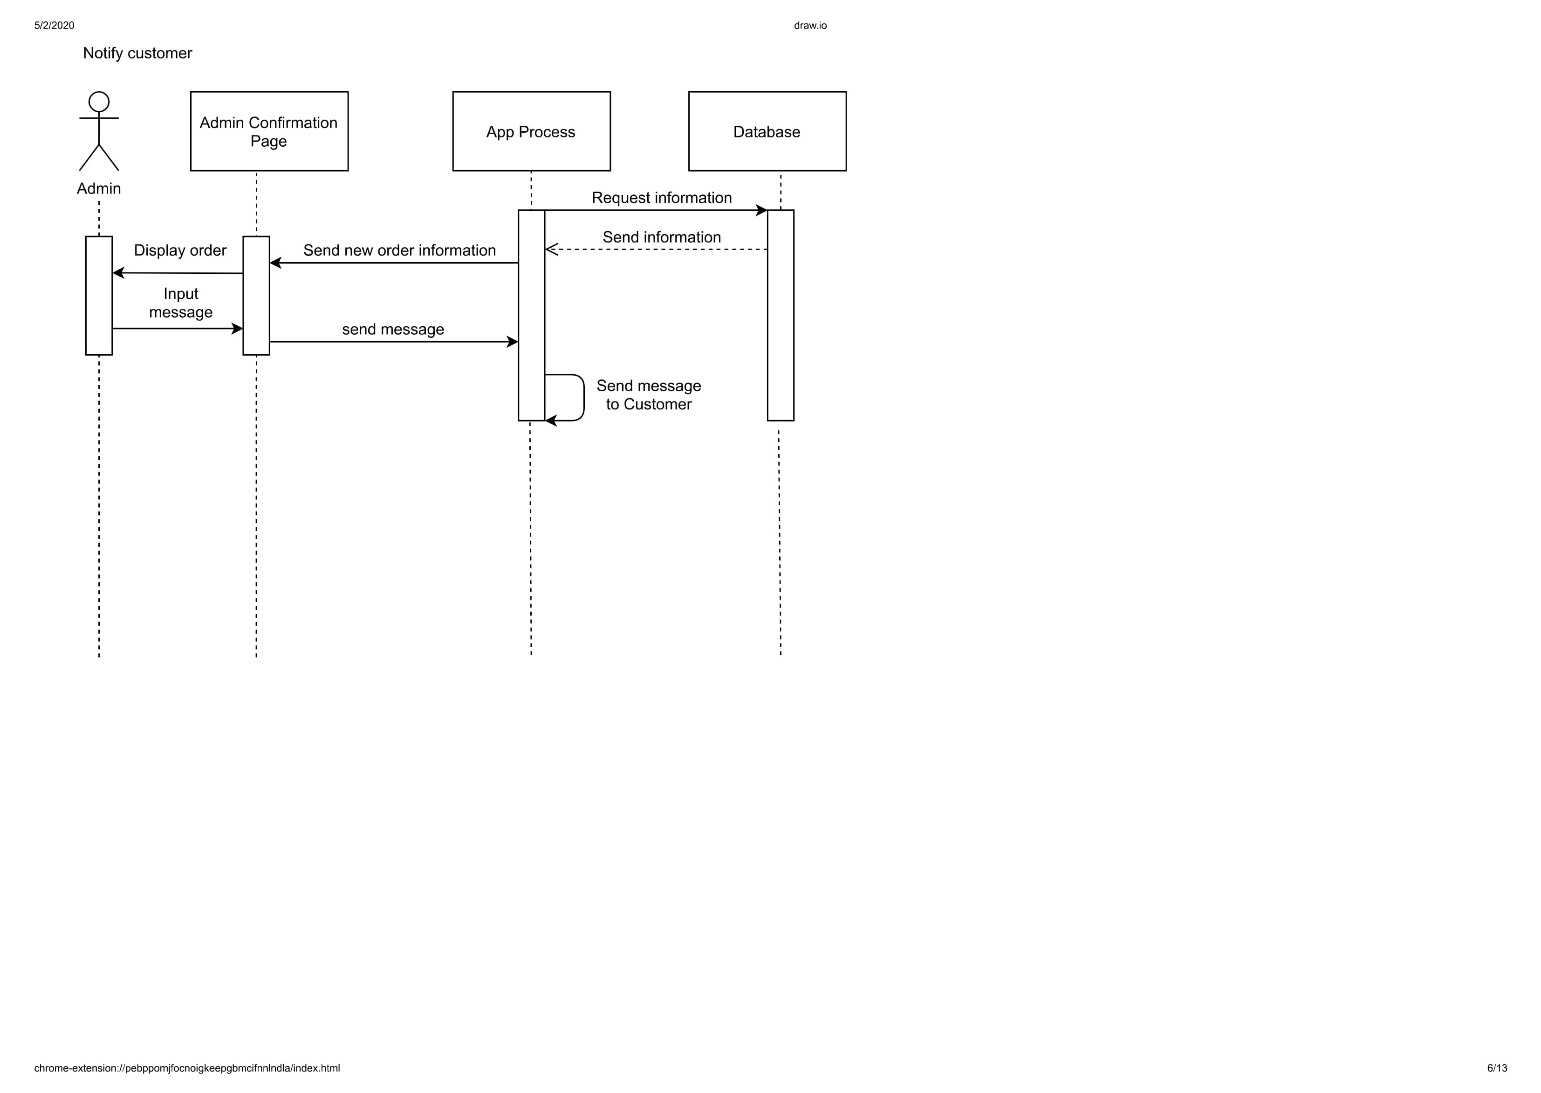 5/2/2020
draw.io
Notify customer
Admin Confirmation
Page
App Process
Database
Admin
Request information
Send information
Display order
Send new order information
Input
message
send message
Send message
to Customer
chrome-extension://pebppomjfocnoigkeepgbmcifnnlndla/index.html
6/13